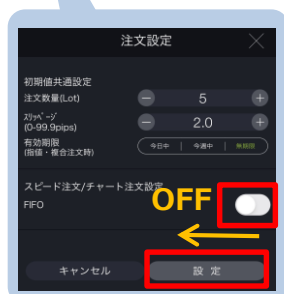 注文設定
初期値共通設定
注文数量(Lot)
5
ｽﾘｯﾍﾟｰｼﾞ
(0-99.9pips)
2.0
有効期限
(指値・複合注文時)
今日中 | 今週中 | 無期限
スピード注文/チャート注文設定
FIFO
OFF
キャンセル
設 定